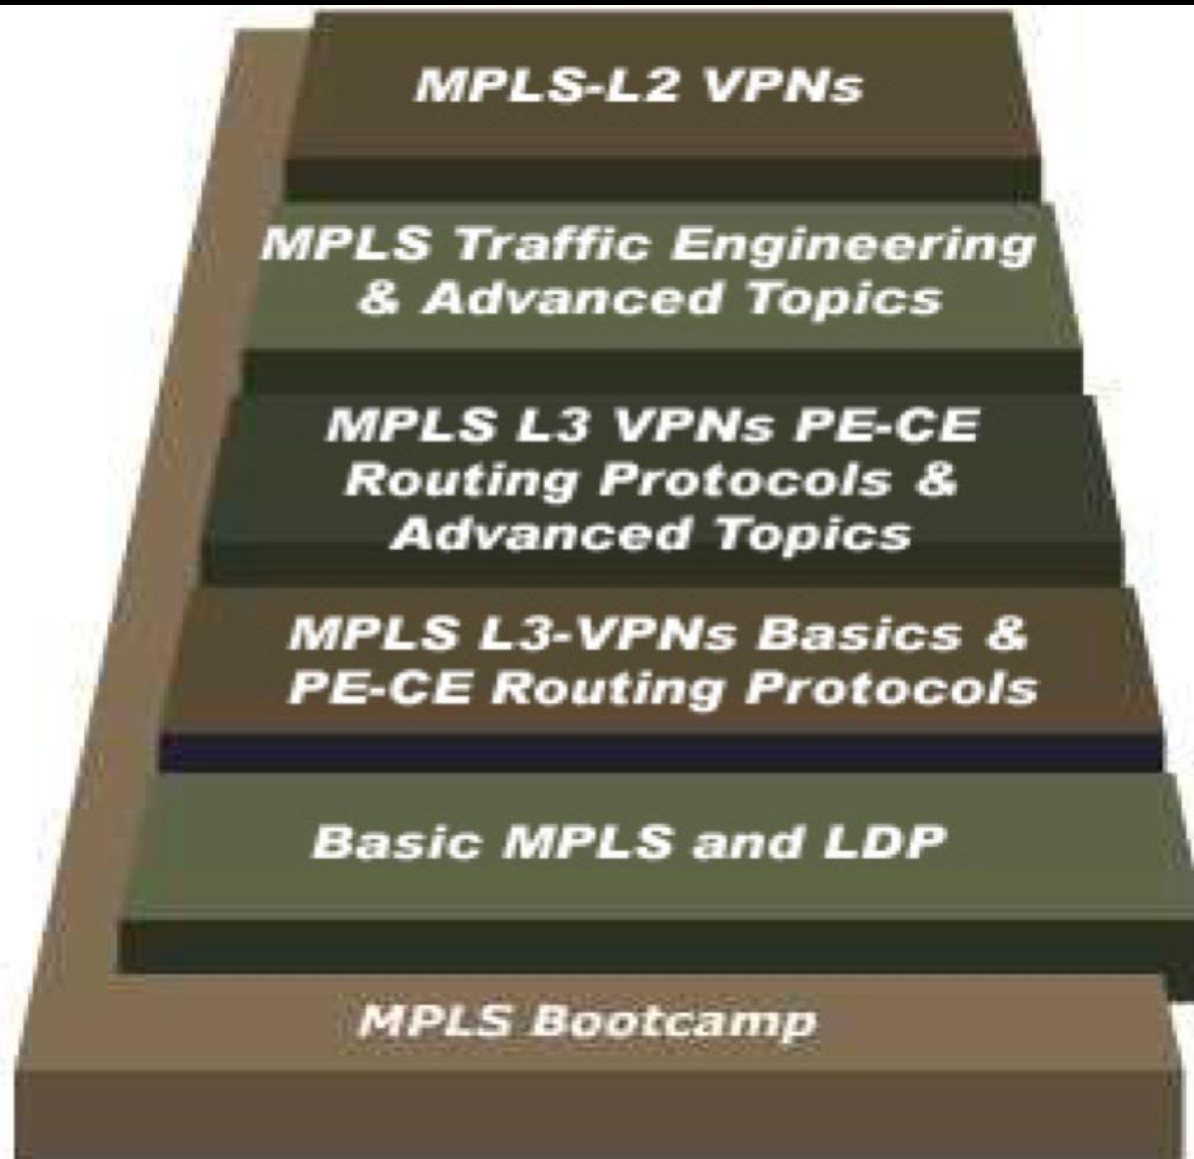 MPLS-L2 VPNs
MPLS Traffic Engineering
& Advanced Topics
MPLS L3 VPNs PE-CE
Routing Protocols &
Advanced Topics
MPLS L3-VPNs Basics &
PE-CE Routing Protocols
Basic MPLS and LDP
MPLS Bootcamp